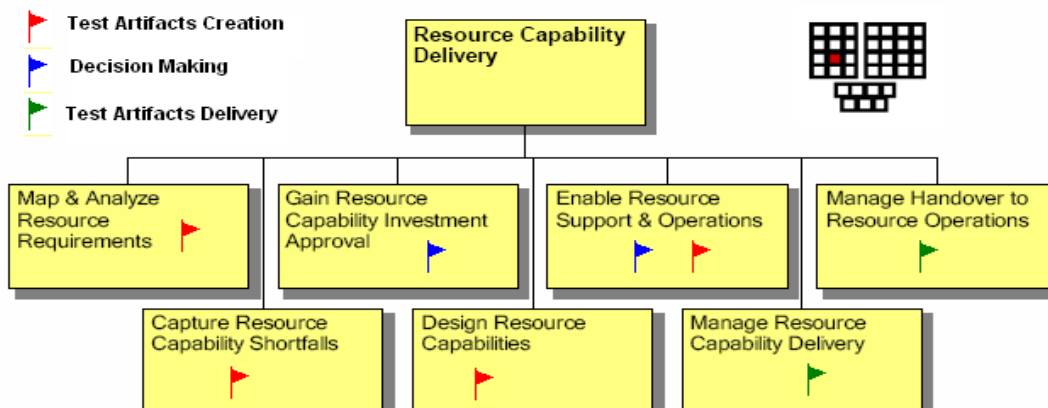 Test Artifacts Creation
Decision Making
Test Artifacts Delivery
Resource Capability
Delivery
Map & Analyze
Resource
Requirements
Gain Resource
Capability Investment
Approval
Enable Resource
Support & Operations
Manage Handover to
Resource Operations
Capture Resource
Capability Shortfalls
Design Resource
Capabilities
Manage Resource
Capability Delivery